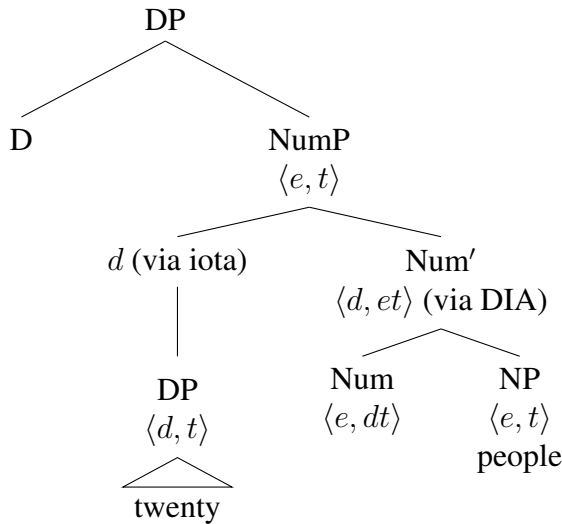 DP
D NumP
⟨e, t⟩
d (via iota) Num′
⟨d, et⟩ (via DIA)
DP Num NP
⟨d, t⟩ ⟨e, dt⟩ ⟨e, t⟩
people
twenty